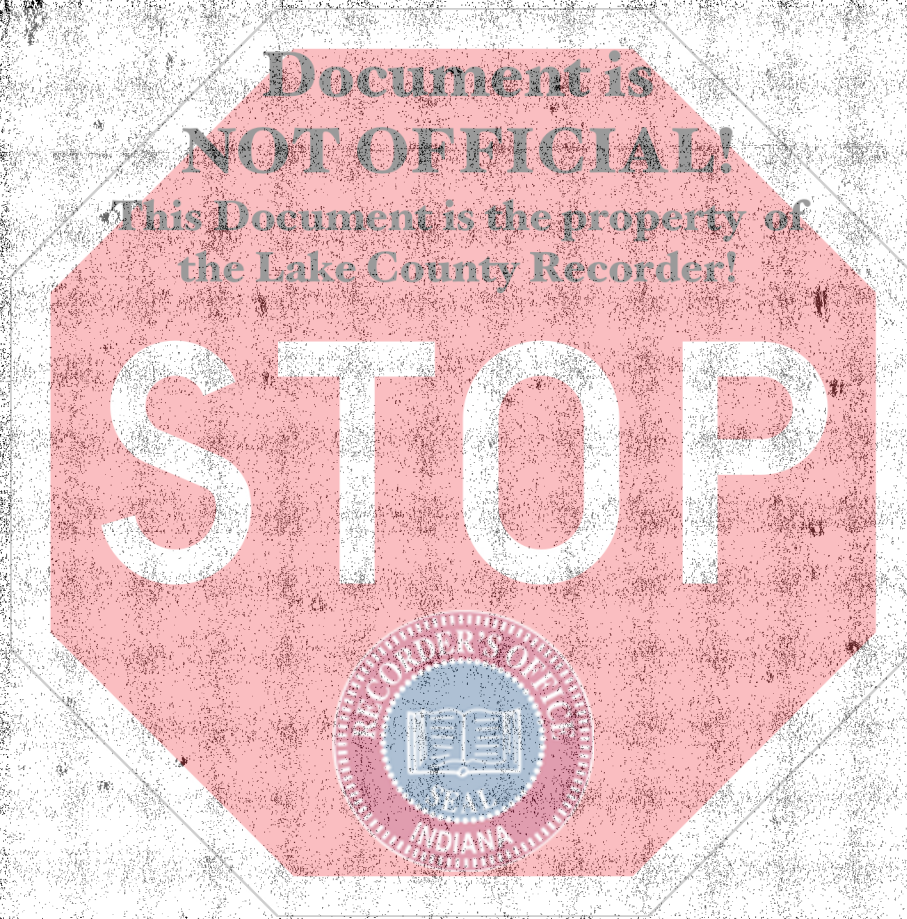 Document is
NOT OFFICIAL!
This Document is the property of
the Lake County Recorder!
STOP
RECORDER'S OFFICE
SEAL
INDIANA